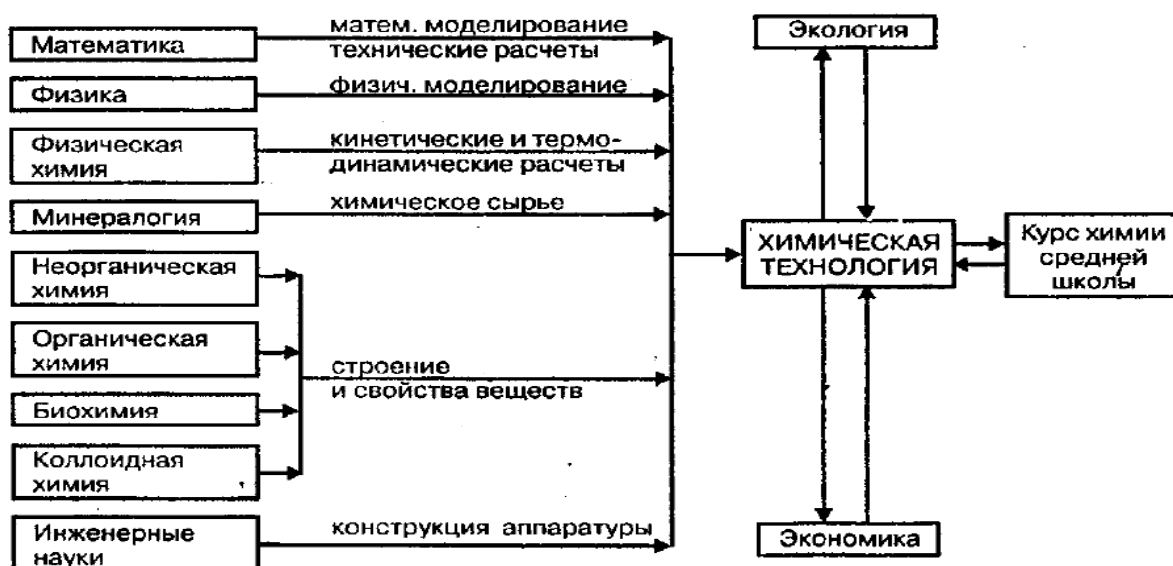 Математика
матем. моделирование
технические расчеты
Физика
физич. моделирование
Физическая
химия
кинетические и термо-
динамические расчеты
Минералогия
химическое сырье
Неорганическая
химия
Органическая
химия
Биохимия
Коллоидная
химия
строение
и свойства веществ
Инженерные
науки
конструкция аппаратуры
Экология
ХИМИЧЕСКАЯ
ТЕХНОЛОГИЯ
Курс химии
средней
школы
Экономика